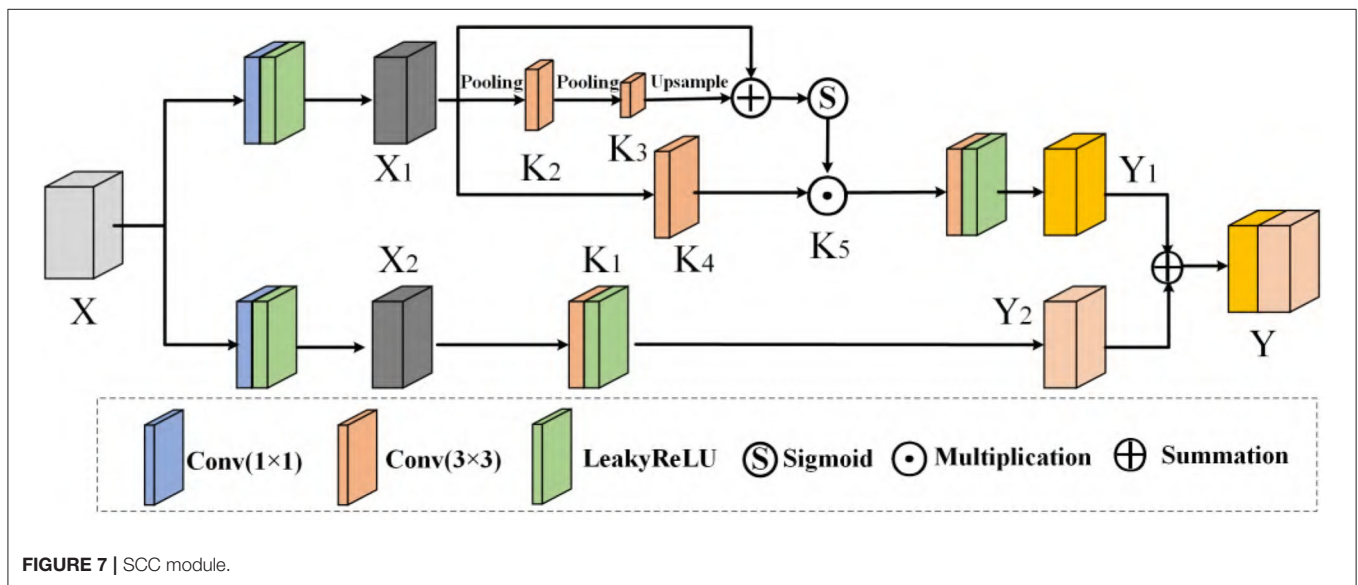 Pooling Pooling Upsample
S
X1 K2 K3
Y1
X K4 K5
X2 K1 Y2 Y
Conv(1×1) Conv(3×3) LeakyReLU S Sigmoid Multiplication Summation
FIGURE 7 | SCC module.